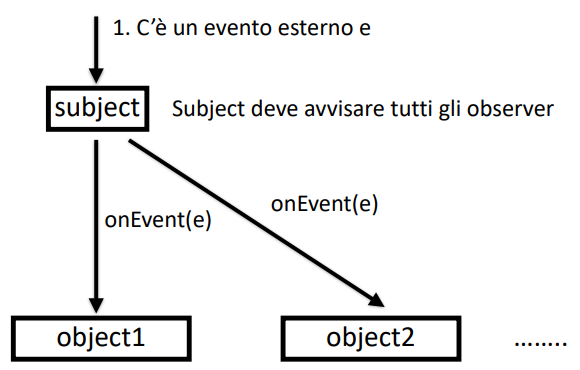 1. C’è un evento esterno e
subject
Subject deve avvisare tutti gli observer
onEvent(e)
onEvent(e)
object1
object2
……..